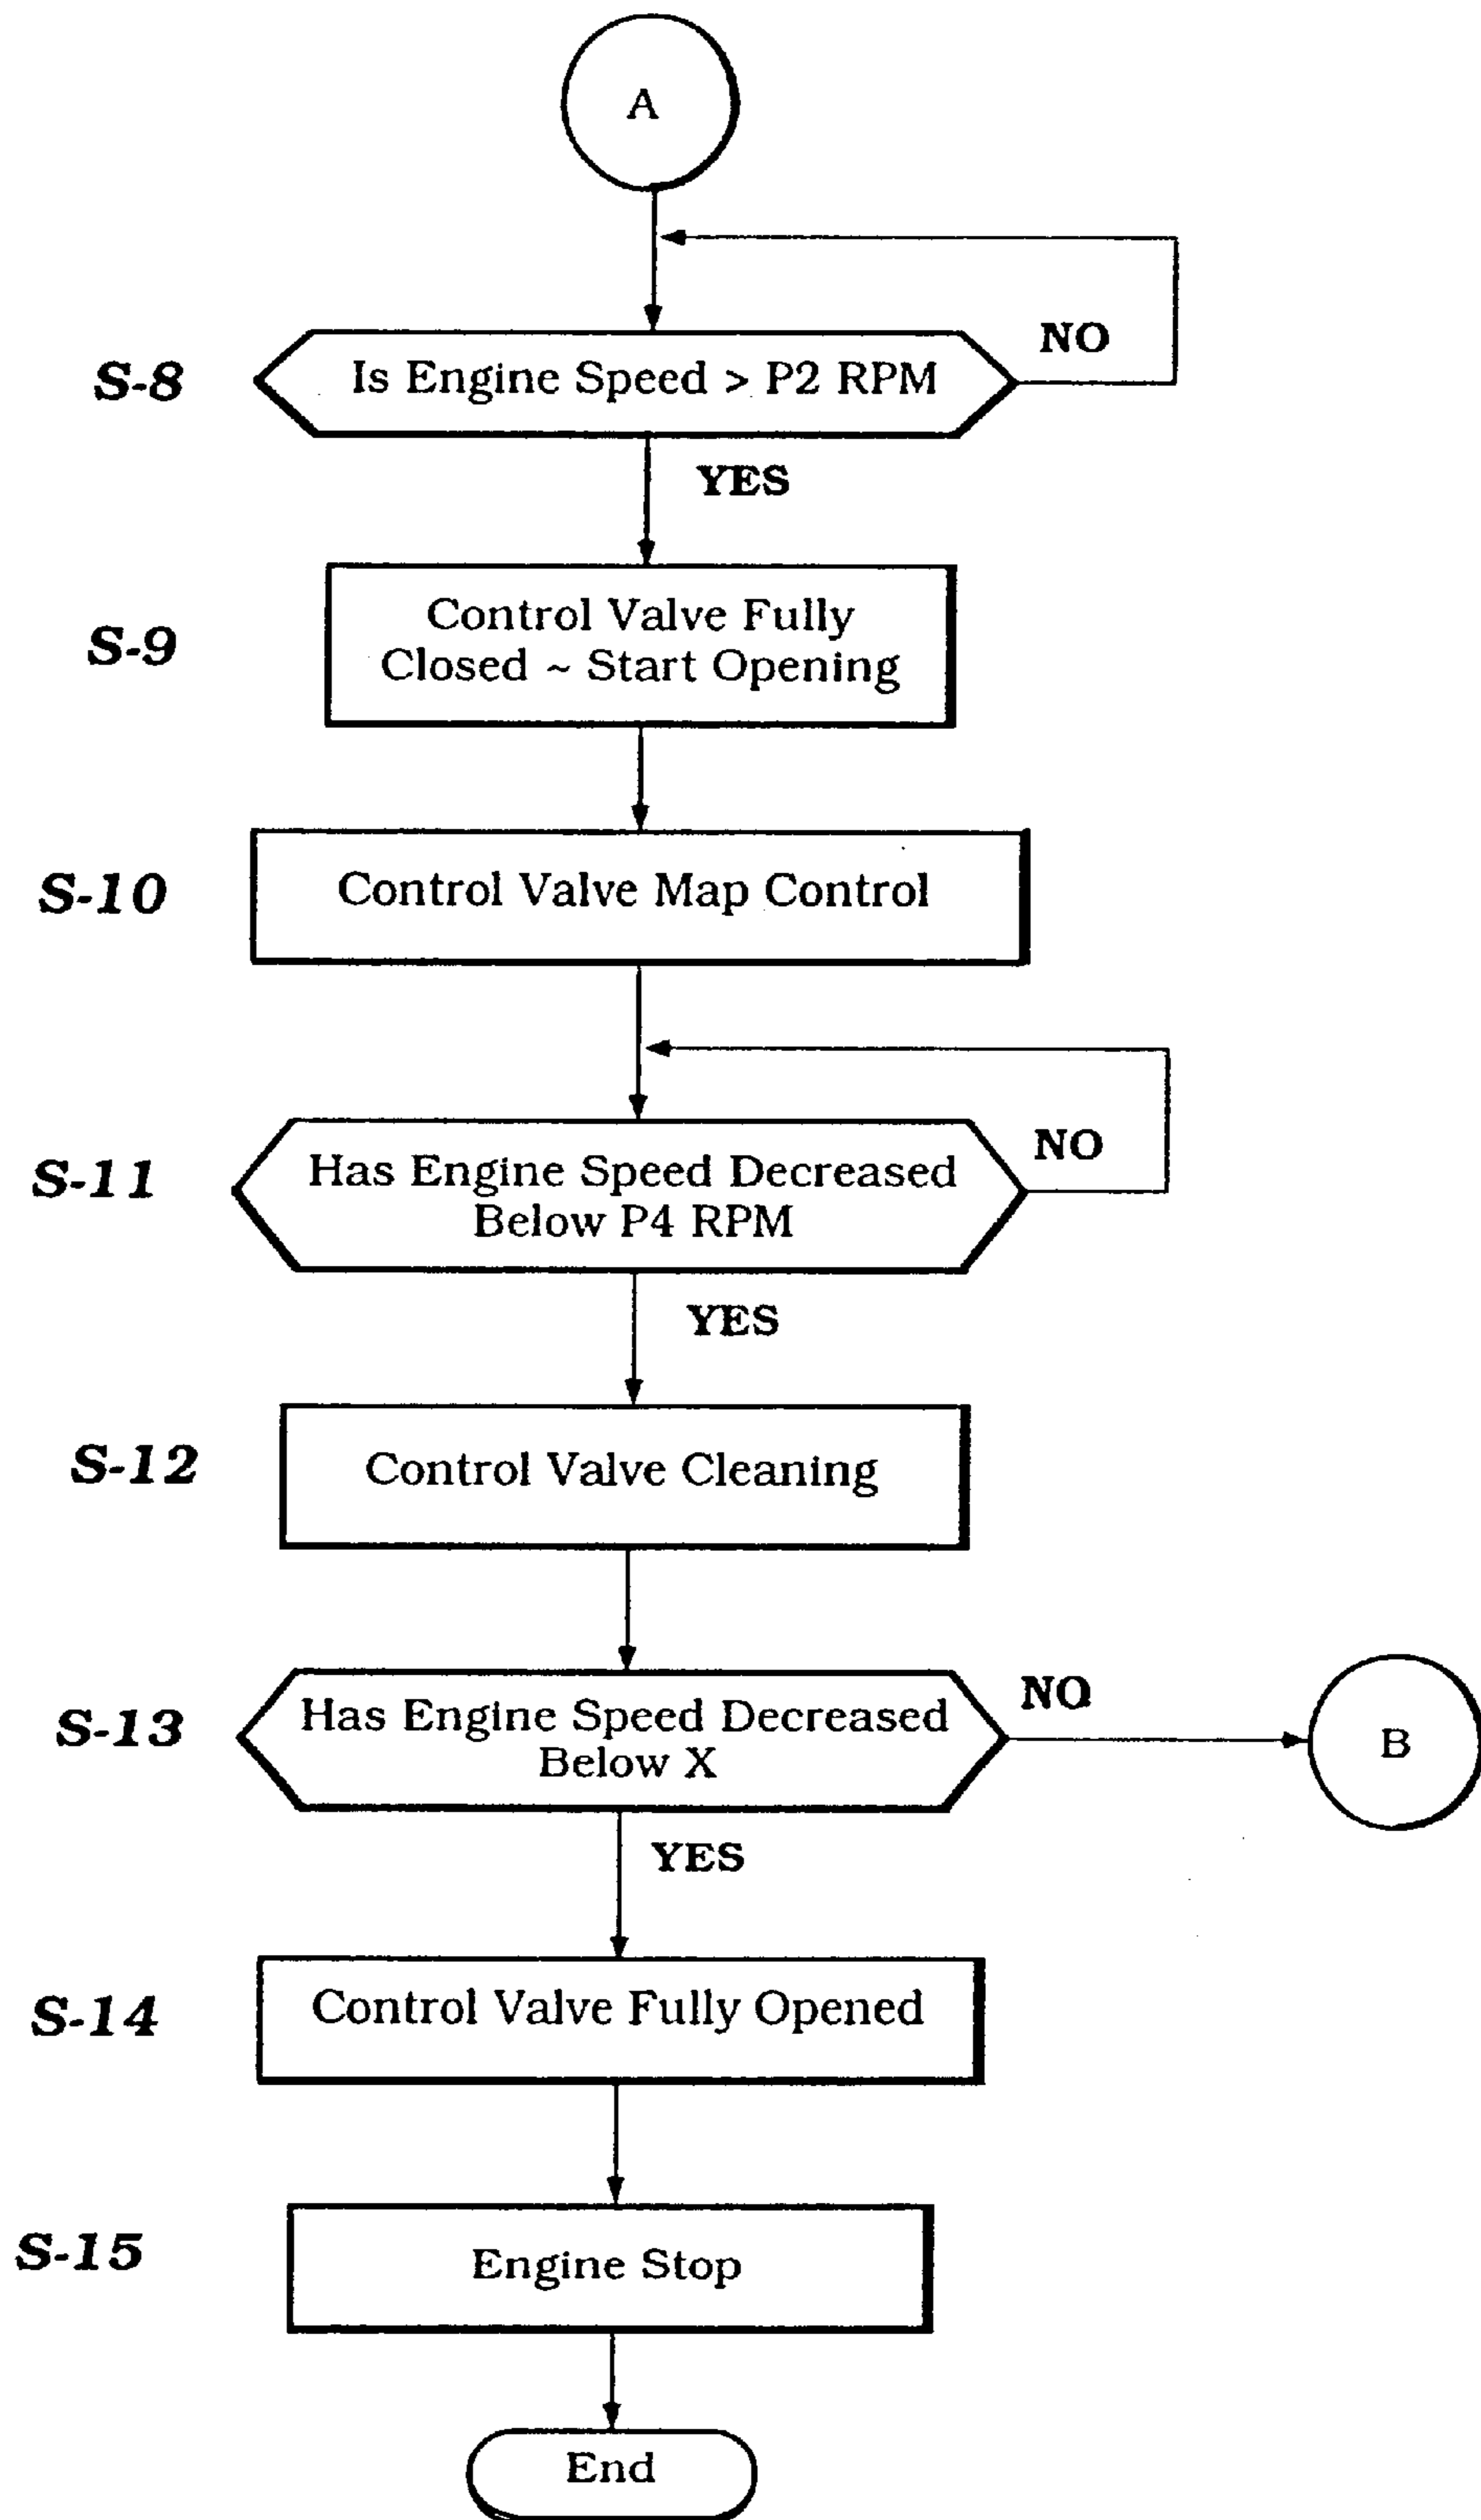 A
NO
S-8
Is Engine Speed > P2 RPM
YES
S-9
Control Valve Fully
Closed ~ Start Opening
S-10
Control Valve Map Control
NO
S-11
Has Engine Speed Decreased
Below P4 RPM
YES
S-12
Control Valve Cleaning
NO
S-13
Has Engine Speed Decreased
Below X
B
YES
S-14
Control Valve Fully Opened
S-15
Engine Stop
End